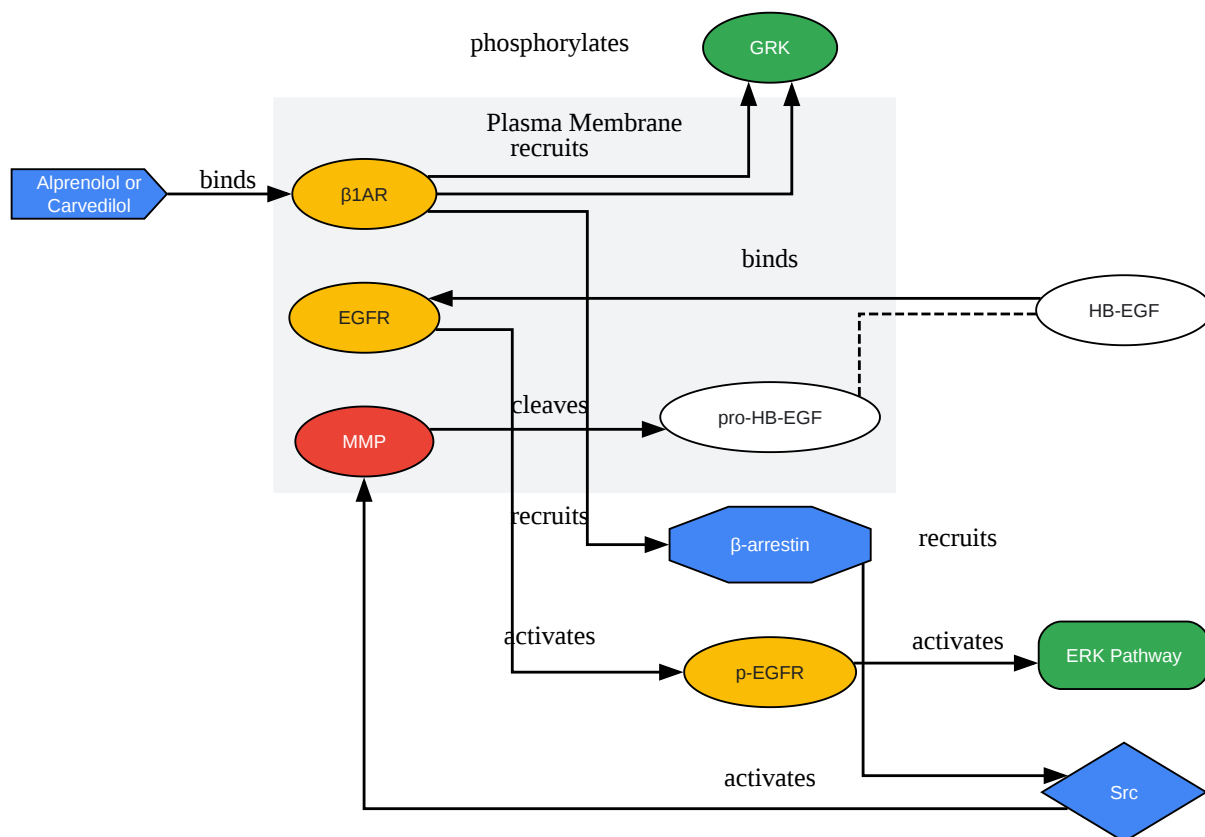 phosphorylates
GRK
Plasma Membrane
recruits
Alprenolol or
Carvedilol
binds
β1AR
binds
EGFR
HB-EGF
cleaves
pro-HB-EGF
MMP
recruits
β-arrestin
recruits
activates
p-EGFR
activates
ERK Pathway
activates
Src